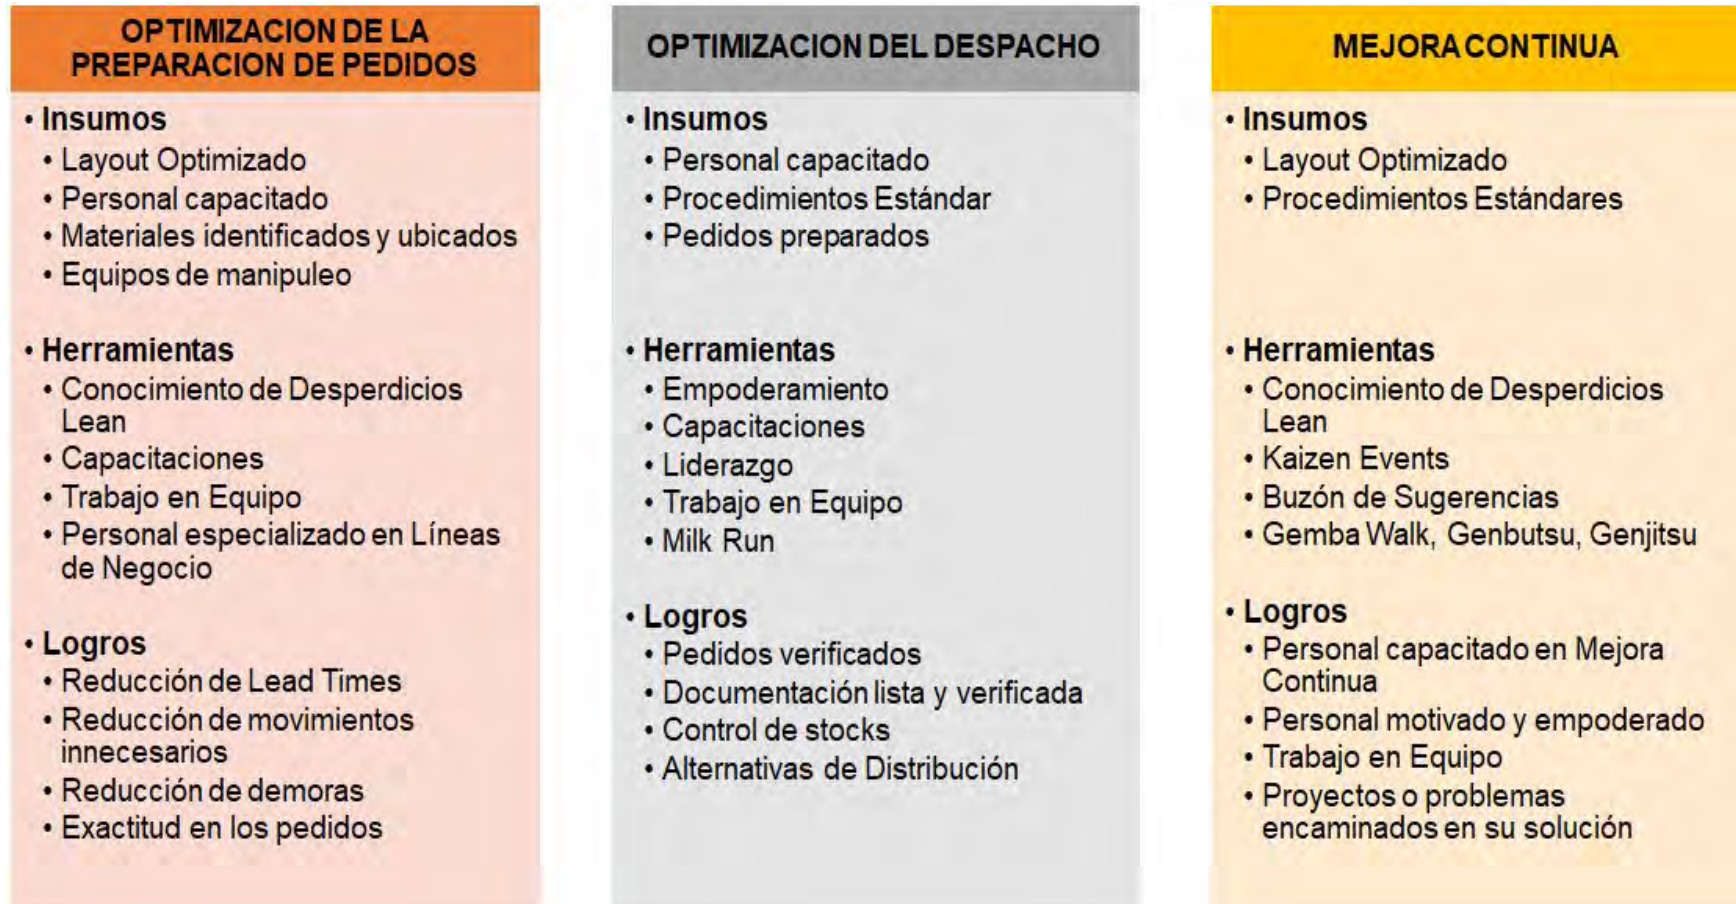 OPTIMIZACION DE LA
PREPARACION DE PEDIDOS
• Insumos
• Layout Optimizado
• Personal capacitado
• Materiales identificados y ubicados
• Equipos de manipuleo
• Herramientas
• Conocimiento de Desperdicios
Lean
• Capacitaciones
• Trabajo en Equipo
• Personal especializado en Líneas
de Negocio
• Logros
• Reducción de Lead Times
• Reducción de movimientos
innecesarios
• Reducción de demoras
• Exactitud en los pedidos
OPTIMIZACION DEL DESPACHO
• Insumos
• Personal capacitado
• Procedimientos Estándar
• Pedidos preparados
• Herramientas
• Empoderamiento
• Capacitaciones
• Liderazgo
• Trabajo en Equipo
• Milk Run
• Logros
• Pedidos verificados
• Documentación lista y verificada
• Control de stocks
• Alternativas de Distribución
MEJORA CONTINUA
• Insumos
• Layout Optimizado
• Procedimientos Estándares
• Herramientas
• Conocimiento de Desperdicios
Lean
• Kaizen Events
• Buzón de Sugerencias
• Gemba Walk, Genbutsu, Genjitsu
• Logros
• Personal capacitado en Mejora
Continua
• Personal motivado y empoderado
• Trabajo en Equipo
• Proyectos o problemas
encaminados en su solución